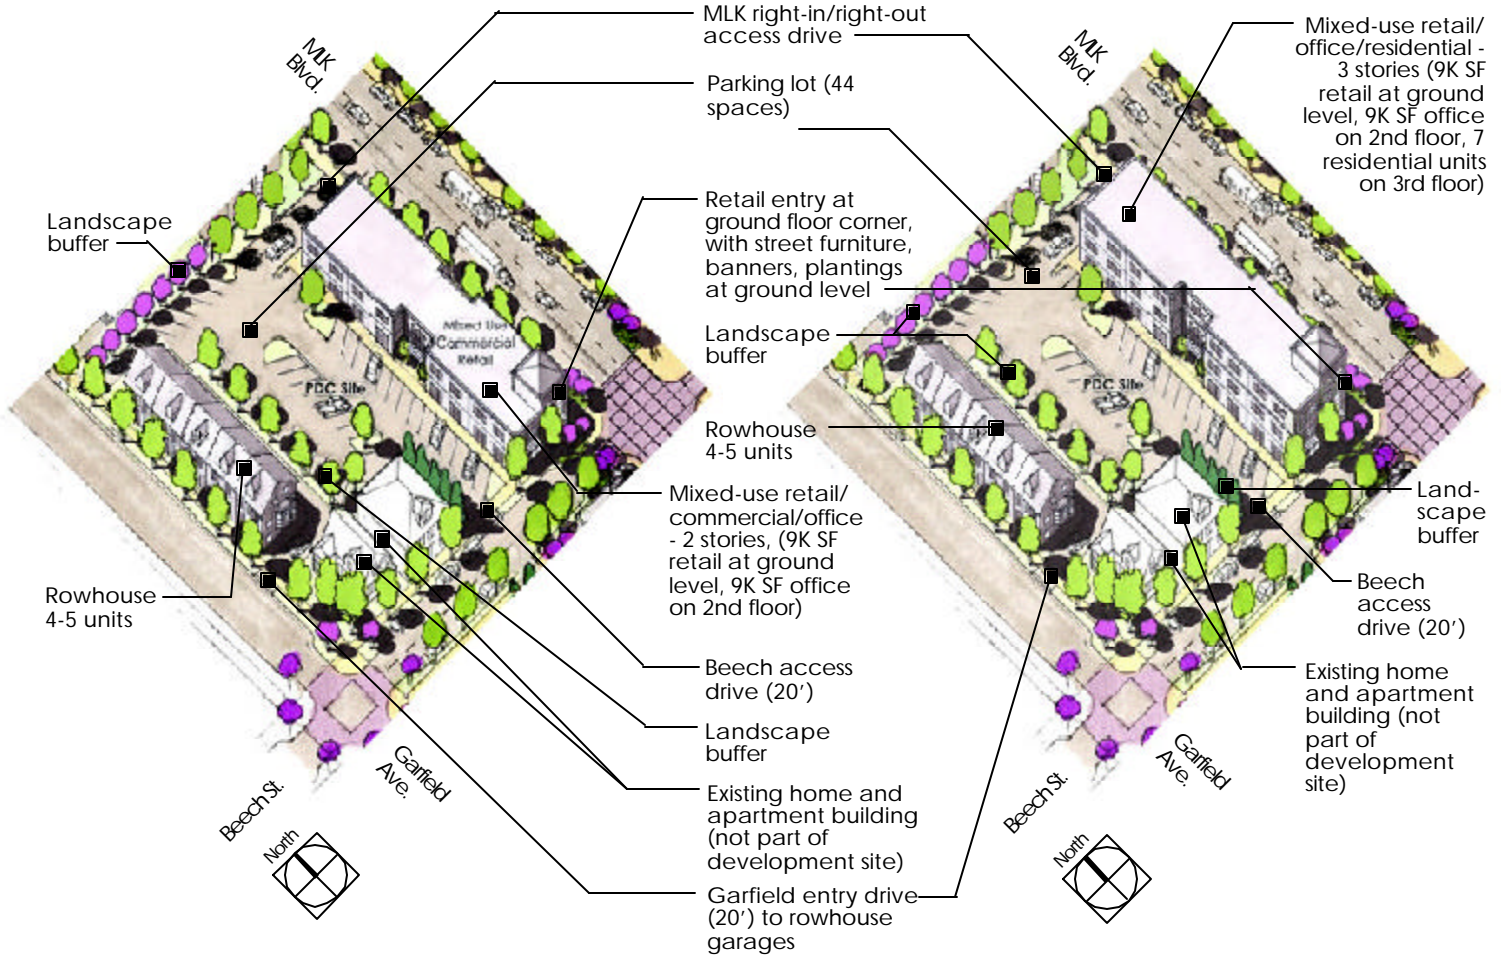 MLK right-in/right-out
access drive
Parking lot (44
spaces)
Retail entry at
ground floor corner,
with street furniture,
banners, plantings
at ground level
Landscape
buffer
Rowhouse
4-5 units
Mixed-use retail/
commercial/office
- 2 stories, (9K SF
retail at ground
level, 9K SF office
on 2nd floor)
Beech access
drive (20')
Landscape
buffer
Existing home and
apartment building
(not part of
development site)
Garfield entry drive
(20') to rowhouse
garages
MLK
Blvd.
Landscape
buffer
Mixed Use
Commercial
Retail
PDC Site
Rowhouse
4-5 units
Garfield
Ave.
Beech St.
North
MLK
Blvd.
Mixed-use retail/
office/residential -
3 stories (9K SF
retail at ground
level, 9K SF office
on 2nd floor, 7
residential units
on 3rd floor)
PDC Site
Land-
scape
buffer
Beech
access
drive (20')
Existing home
and apartment
building (not
part of
development
site)
Garfield
Ave.
Beech St.
North